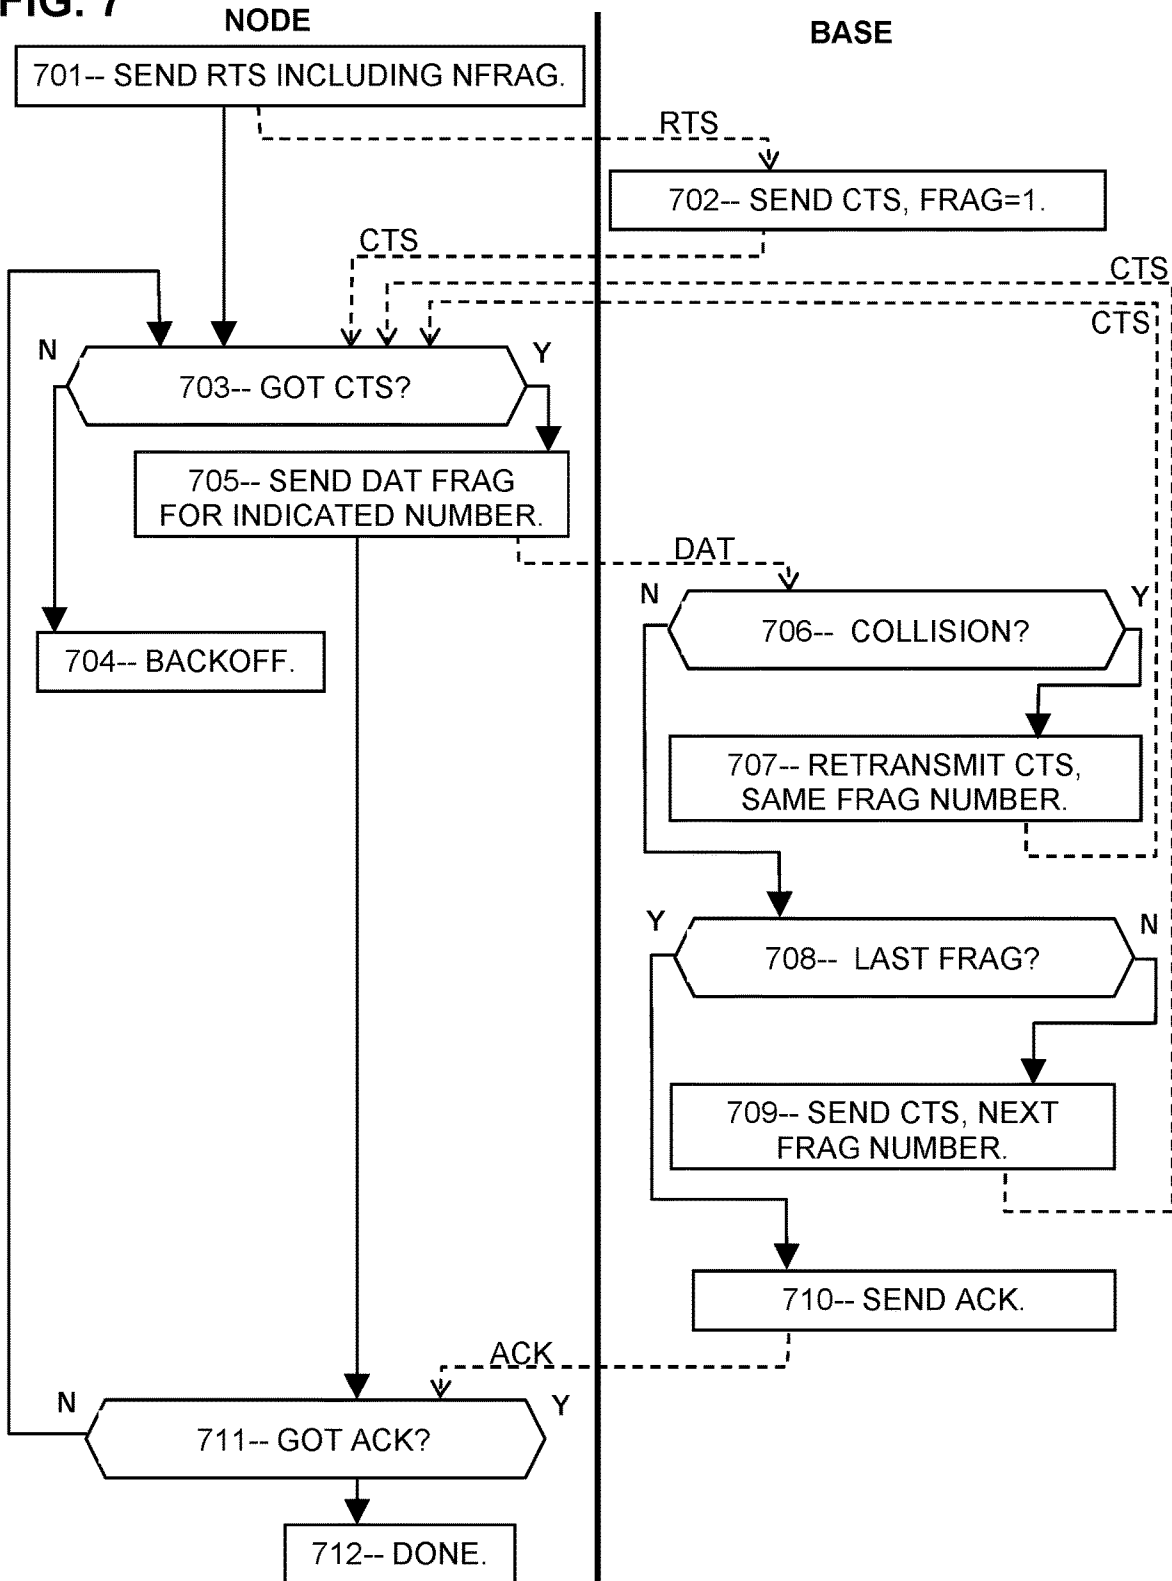 FIG. 7
NODE
BASE
701-- SEND RTS INCLUDING NFRAG.
RTS
702-- SEND CTS, FRAG=1.
CTS
CTS
CTS
N
Y
703-- GOT CTS?
705-- SEND DAT FRAG
FOR INDICATED NUMBER.
DAT
N
Y
706-- COLLISION?
704-- BACKOFF.
707-- RETRANSMIT CTS,
SAME FRAG NUMBER.
Y
N
708-- LAST FRAG?
709-- SEND CTS, NEXT
FRAG NUMBER.
710-- SEND ACK.
ACK
N
Y
711-- GOT ACK?
712-- DONE.